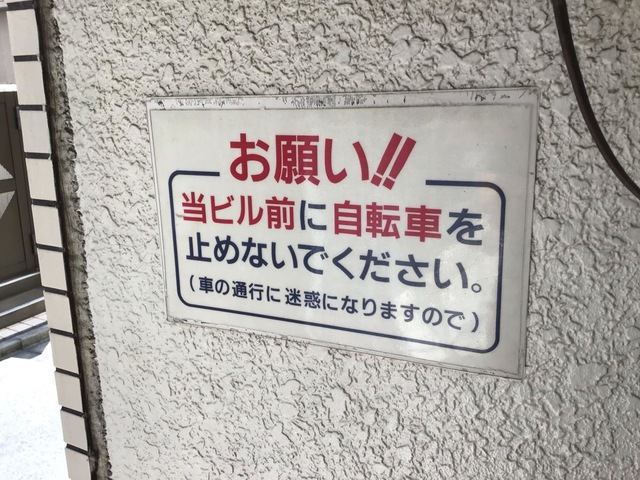 お願い!!
当ビル前に自転車を
止めないでください。
(車の通行に迷惑になりますので)